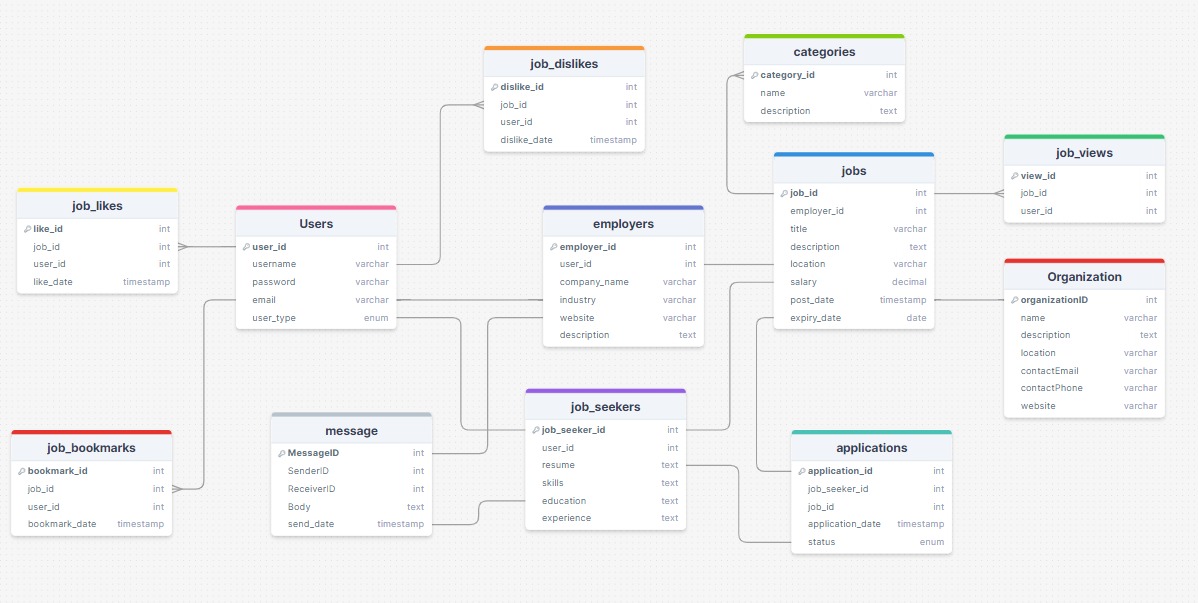 job_dislikes
dislike_id int
job_id int
user_id int
dislike_date timestamp
categories
category_id int
name varchar
description text
job_views
view_id int
job_id int
user_id int
jobs
job_id int
employer_id int
title varchar
description text
location varchar
salary decimal
post_date timestamp
expiry_date date
job_likes
like_id int
job_id int
user_id int
like_date timestamp
Users
user_id int
username varchar
password varchar
email varchar
user_type enum
employers
employer_id int
user_id int
company_name varchar
industry varchar
website varchar
description text
Organization
organizationID int
name varchar
description text
location varchar
contactEmail varchar
contactPhone varchar
website varchar
job_seekers
job_seeker_id int
user_id int
resume text
skills text
education text
experience text
message
MessageID int
SenderID int
ReceiverID int
Body text
send_date timestamp
job_bookmarks
bookmark_id int
job_id int
user_id int
bookmark_date timestamp
applications
application_id int
job_seeker_id int
job_id int
application_date timestamp
status enum